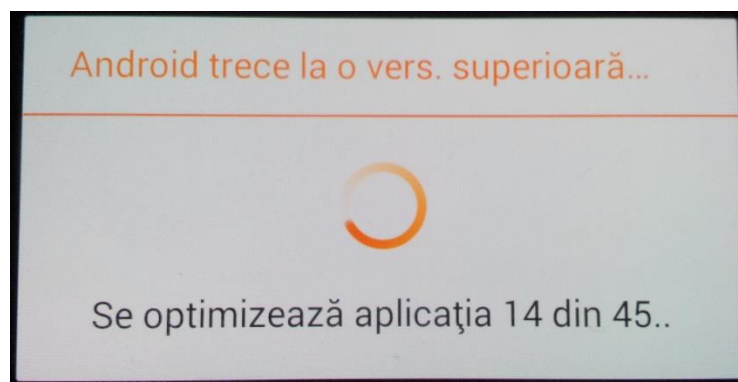 Android trece la o vers. superioară...
Se optimizează aplicaţia 14 din 45..